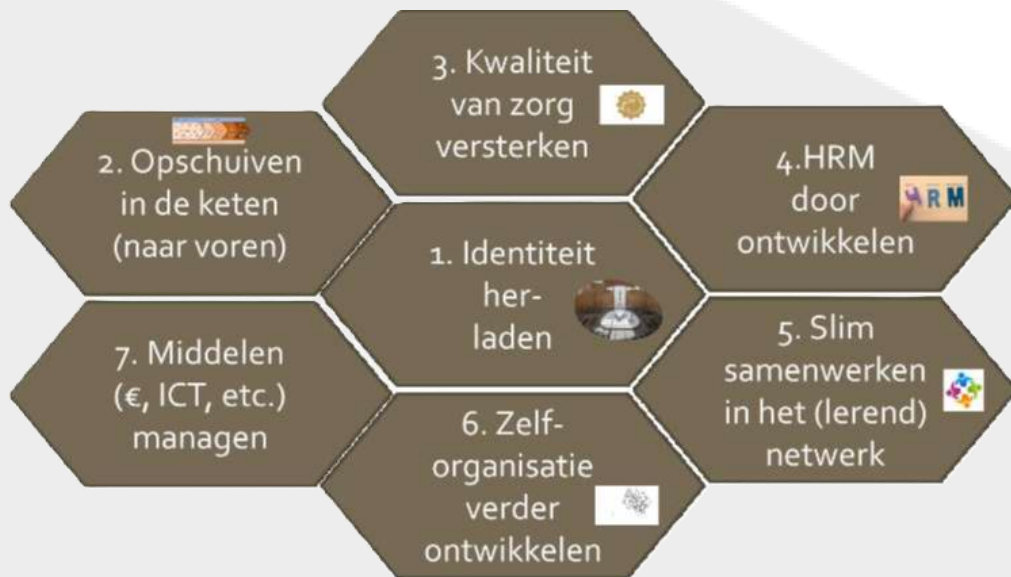 1. Identiteit
her-
laden
2. Opschuiven
in de keten
(naar voren)
3. Kwaliteit
van zorg
versterken
4.HRM
door
ontwikkelen
HRM
5. Slim
samenwerken
in het (lerend)
netwerk
6. Zelf-
organisatie
verder
ontwikkelen
7. Middelen
(€, ICT, etc.)
managen